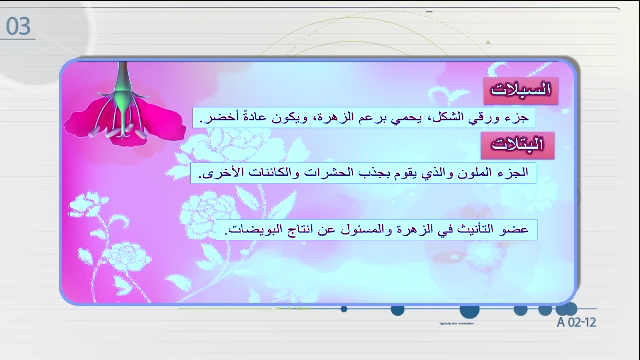 03
السبلات
جزء ورقي الشكل، يحمي برعم الزهرة، ويكون عادةً أخضر.
البتلات
الجزء الملون والذي يقوم بجذب الحشرات والكائنات الأخرى.
عضو التأنيث في الزهرة والمسئول عن انتاج البويضات.
A 02-12